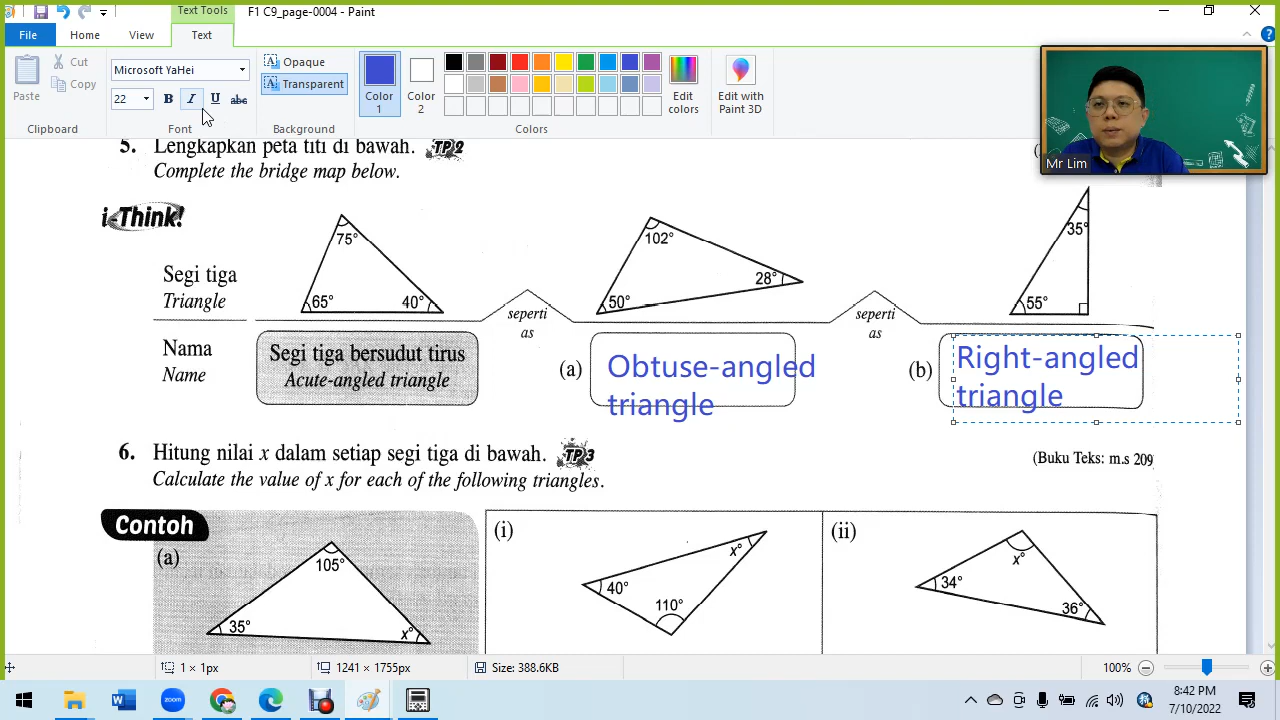 Text Tools
F1 C9_page-0004 - Paint
File
Home
View
Text
Paste
Cut
Copy
Clipboard
Microsoft YaHei
22
B
I
U
abc
Font
Opaque
Transparent
Background
Color
1
Color
2
Edit
colors
Colors
Edit with
Paint 3D
Mr Lim
5. Lengkapkan peta titi di bawah. TP 2
Complete the bridge map below.
i-Think!
75°
65°
40°
102°
50°
28°
35°
55°
Segi tiga
Triangle
seperti
as
seperti
as
Nama
Name
Segi tiga bersudut tirus
Acute-angled triangle
(a) Obtuse-angled
triangle
(b) Right-angled
triangle
6. Hitung nilai x dalam setiap segi tiga di bawah. TP 3
(Buku Teks: m.s 209
Calculate the value of x for each of the following triangles.
Contoh
(a)
105°
35°
x°
(i)
40°
110°
x°
(ii)
34°
x°
36°
1 × 1px
1241 × 1755px
Size: 388.6KB
100%
zoom
8:42 PM
7/10/2022